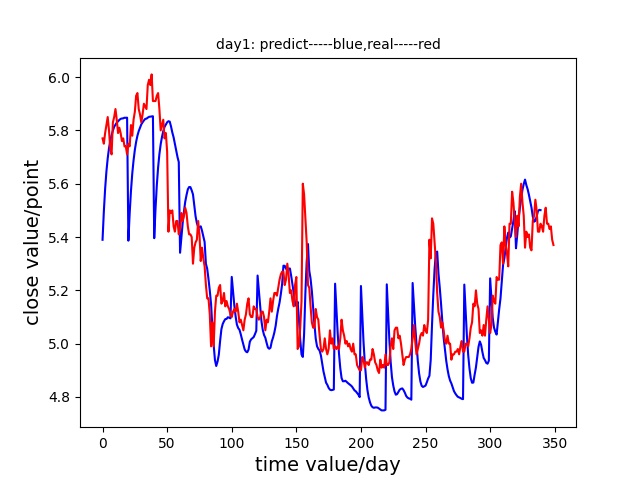 day1: predict-----blue,real-----red
6.0
5.8
5.6
5.4
5.2
5.0
4.8
close value/point
0 50 100 150 200 250 300 350
time value/day